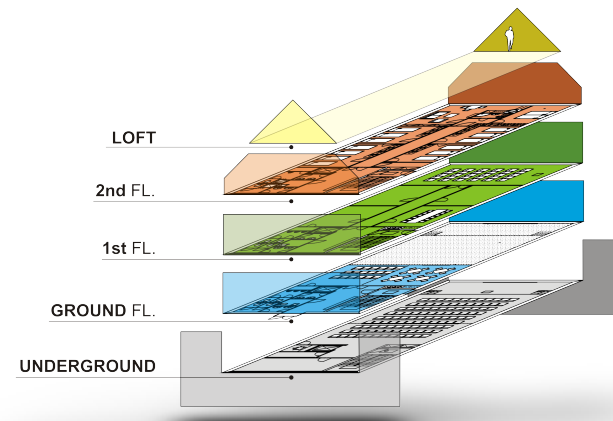 LOFT
2nd FL.
1st FL.
GROUND FL.
UNDERGROUND